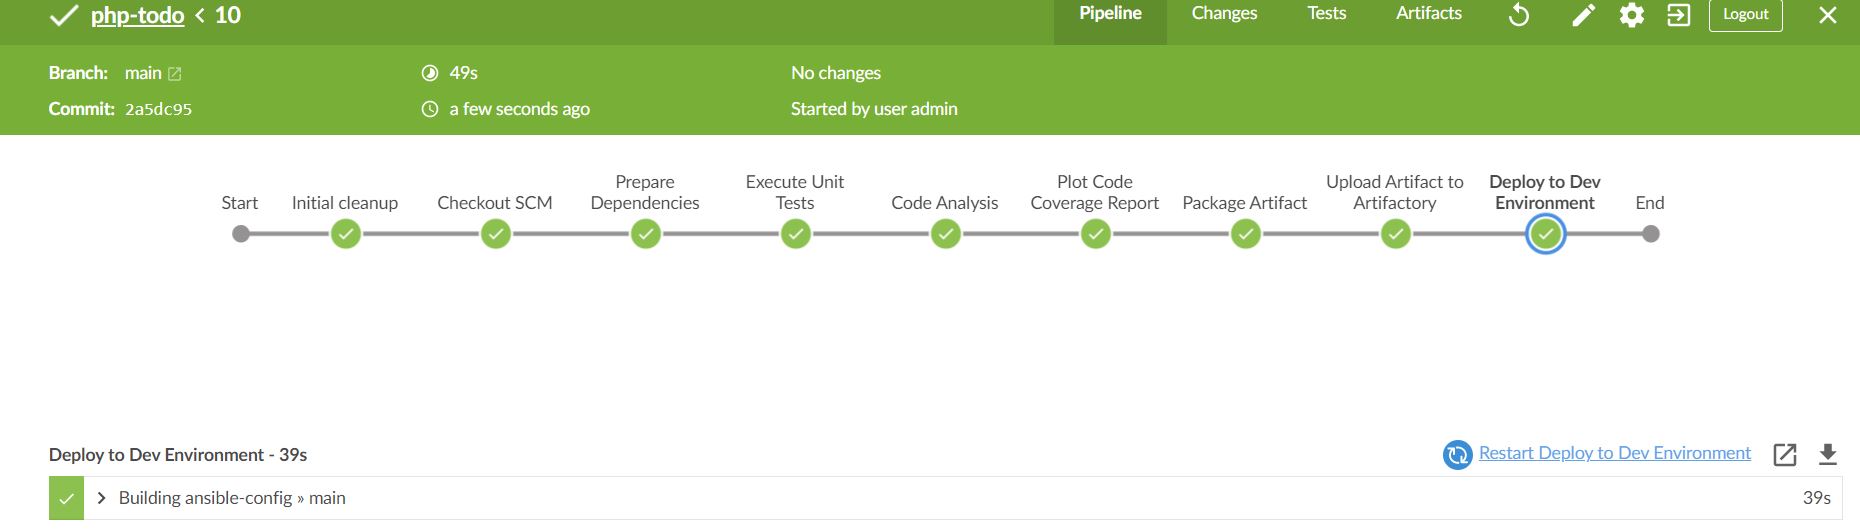 php-todo < 10 Pipeline Changes Tests Artifacts Logout
Branch: main 49s No changes
Commit: 2a5dc95 a few seconds ago Started by user admin
Start
Initial cleanup
Checkout SCM
Prepare
Dependencies
Execute Unit
Tests
Code Analysis
Plot Code
Coverage Report
Package Artifact
Upload Artifact to
Artifactory
Deploy to Dev
Environment
End
Deploy to Dev Environment - 39s Restart Deploy to Dev Environment
Building ansible-config » main 39s